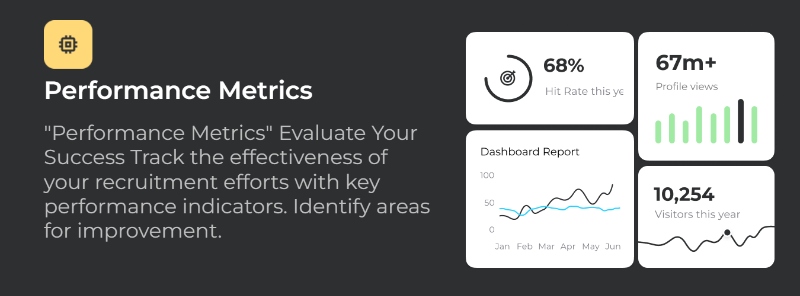 Performance Metrics
"Performance Metrics" Evaluate Your
Success Track the effectiveness of
your recruitment efforts with key
performance indicators. Identify areas
for improvement.
68%
Hit Rate this ye
67m+
Profile views
Dashboard Report
100
50
0
Jan Feb Mar Apr May Jun
10,254
Visitors this year